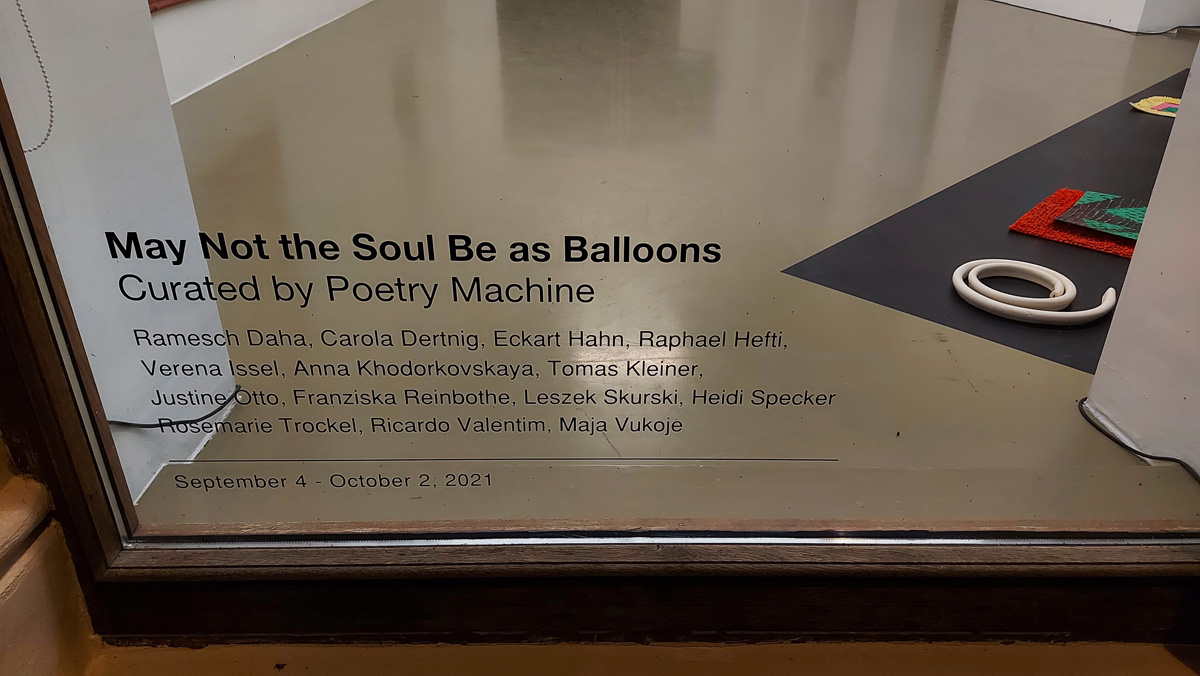 May Not the Soul Be as Balloons
Curated by Poetry Machine
Ramesch Daha, Carola Dertnig, Eckart Hahn, Raphael Hefti,
Verena Issel, Anna Khodorkovskaya, Tomas Kleiner,
Justine Otto, Franziska Reinbothe, Leszek Skurski, Heidi Specker
Rosemarie Trockel, Ricardo Valentim, Maja Vukoje
September 4 - October 2, 2021